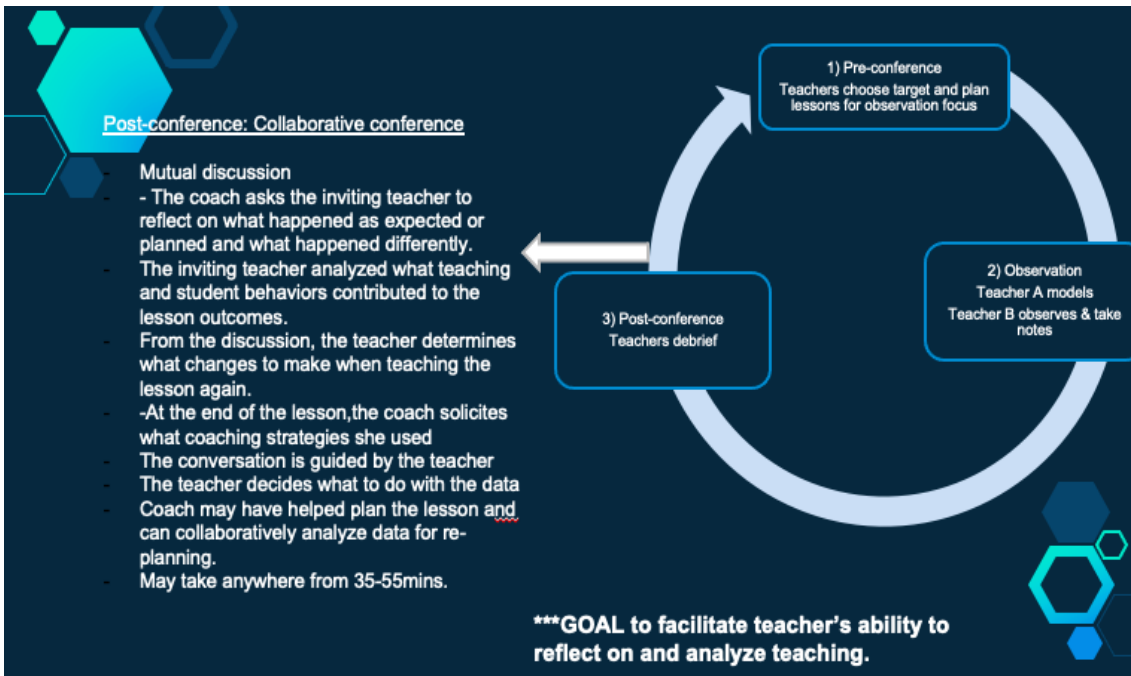 Post-conference: Collaborative conference
- Mutual discussion
- - The coach asks the inviting teacher to
reflect on what happened as expected or
planned and what happened differently.
- The inviting teacher analyzed what teaching
and student behaviors contributed to the
lesson outcomes.
- From the discussion, the teacher determines
what changes to make when teaching the
lesson again.
- -At the end of the lesson,the coach solicites
what coaching strategies she used
- The conversation is guided by the teacher
- The teacher decides what to do with the data
- Coach may have helped plan the lesson and
can collaboratively analyze data for re-
planning.
- May take anywhere from 35-55mins.
1) Pre-conference
Teachers choose target and plan
lessons for observation focus
2) Observation
Teacher A models
Teacher B observes & take
notes
3) Post-conference
Teachers debrief
***GOAL to facilitate teacher’s ability to
reflect on and analyze teaching.